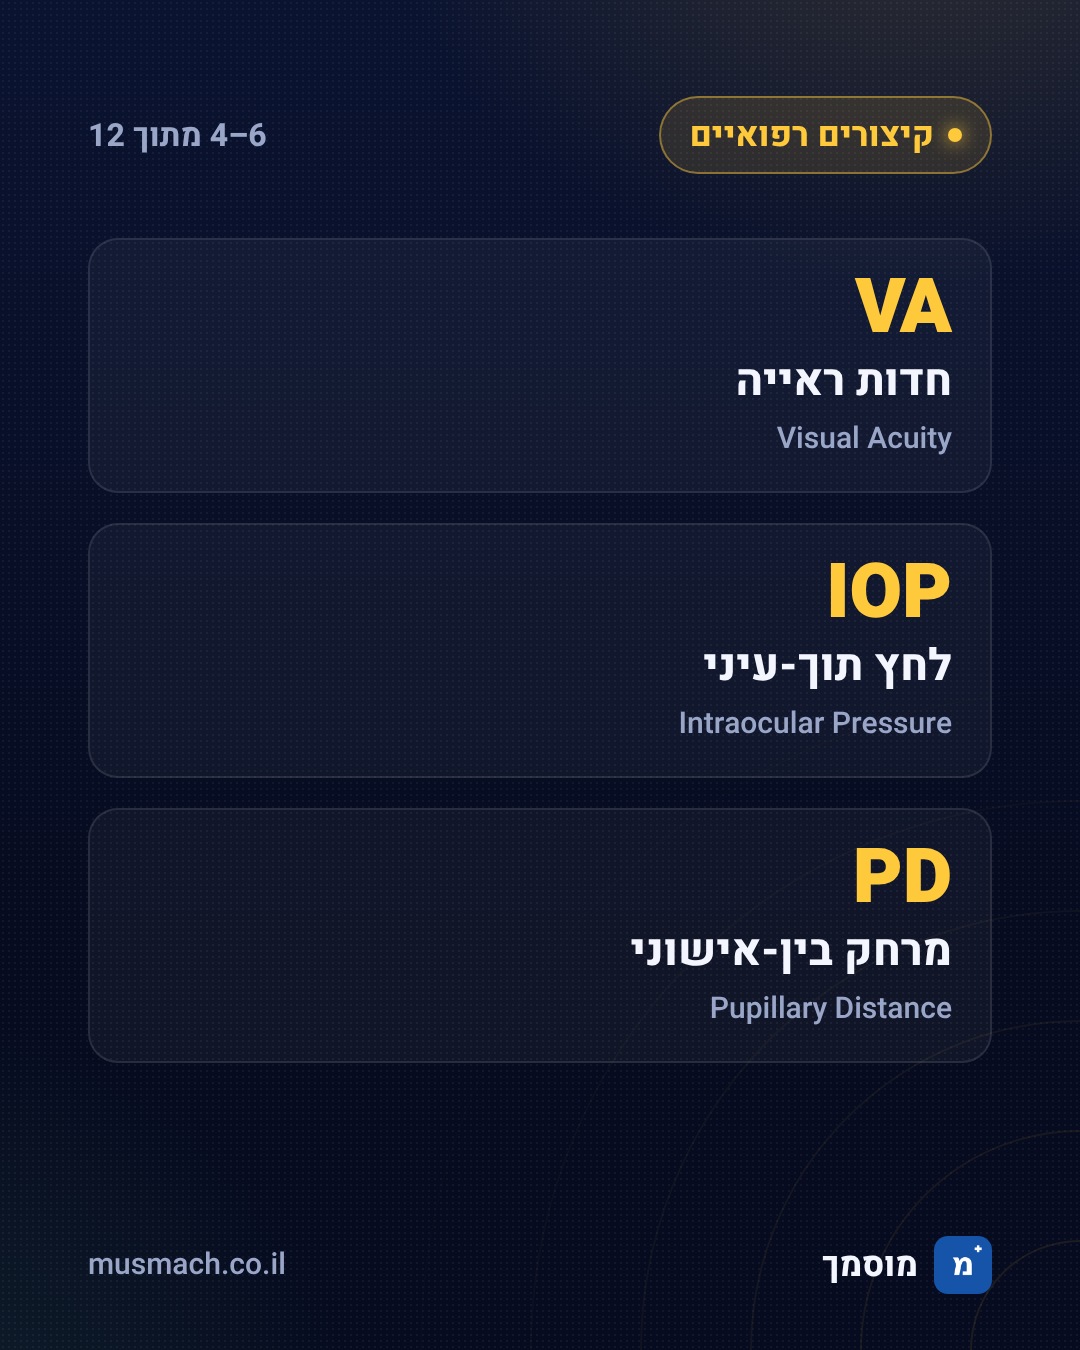 קיצורים רפואיים
4–6 מתוך 12
VA
חדות ראייה
Visual Acuity
IOP
לחץ תוך-עיני
Intraocular Pressure
PD
מרחק בין-אישוני
Pupillary Distance
מ+ מוסמך
musmach.co.il